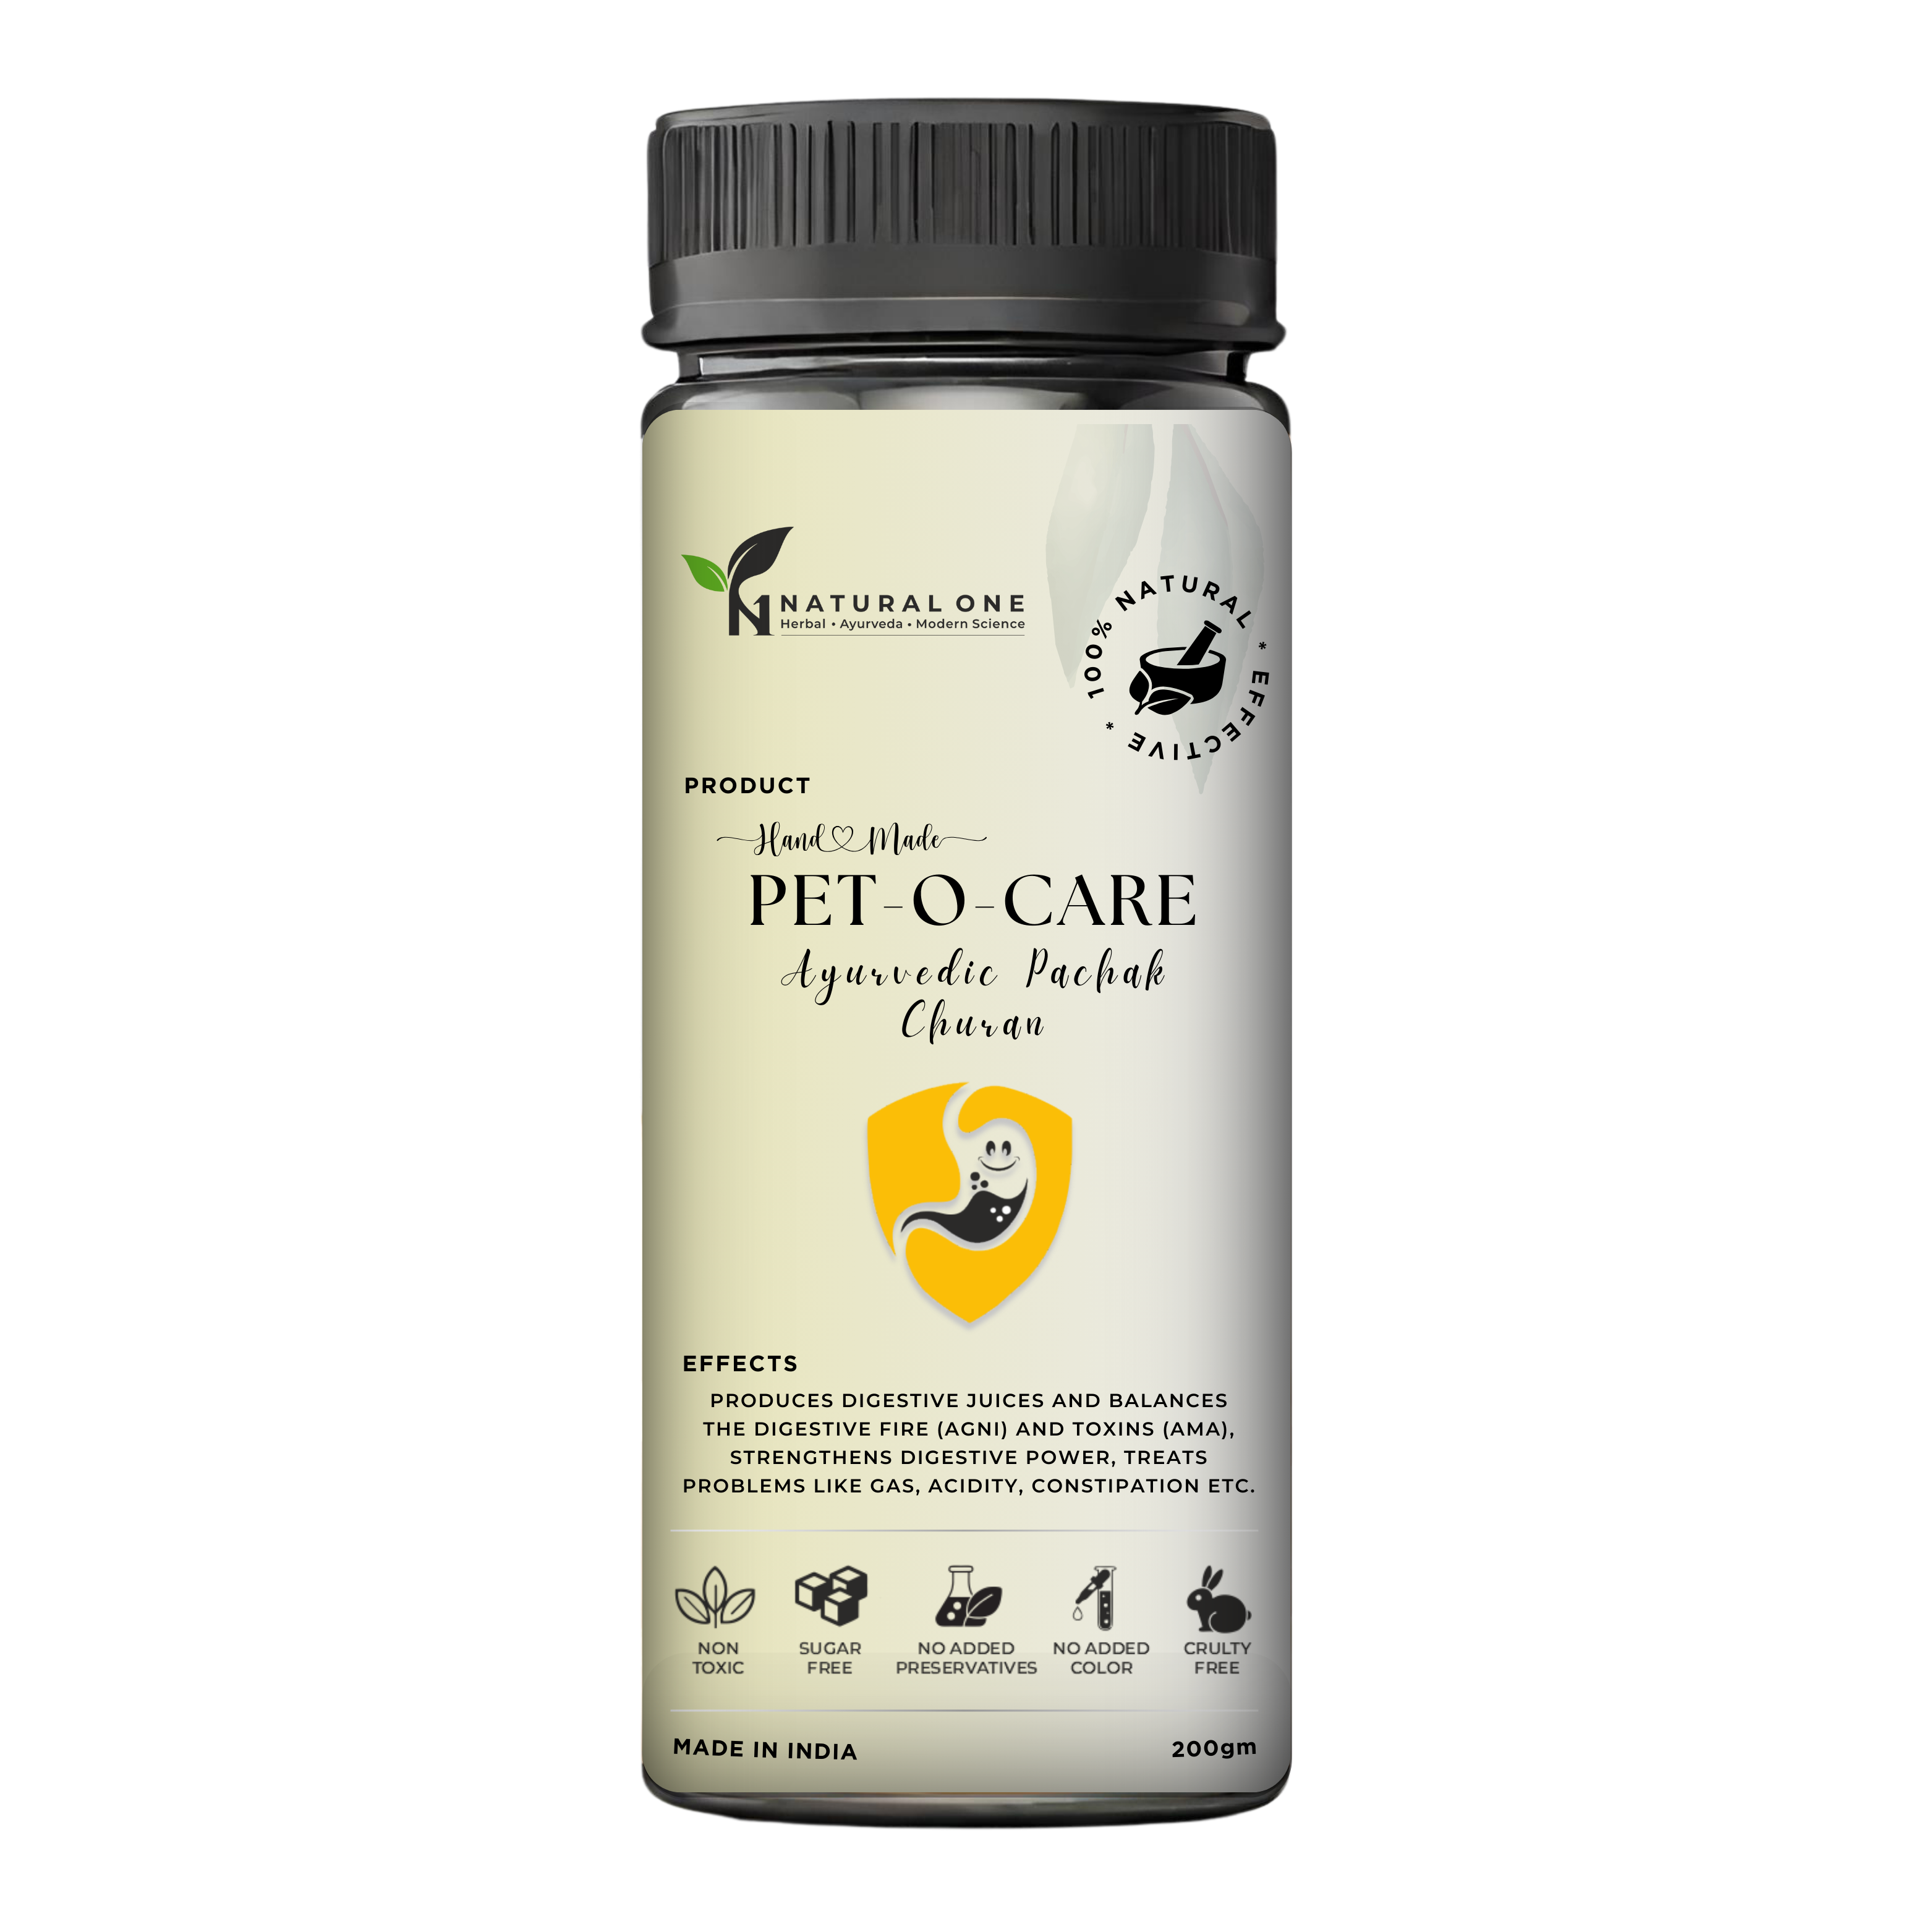 NATURAL ONE
Herbal • Ayurveda • Modern Science
100% NATURAL * EFFECTIVE *
PRODUCT
Hand Made
PET-O-CARE
Ayurvedic Pachak
Churan
EFFECTS
PRODUCES DIGESTIVE JUICES AND BALANCES
THE DIGESTIVE FIRE (AGNI) AND TOXINS (AMA),
STRENGTHENS DIGESTIVE POWER, TREATS
PROBLEMS LIKE GAS, ACIDITY, CONSTIPATION ETC.
NON
TOXIC
SUGAR
FREE
NO ADDED
PRESERVATIVES
NO ADDED
COLOR
CRULTY
FREE
MADE IN INDIA
200gm